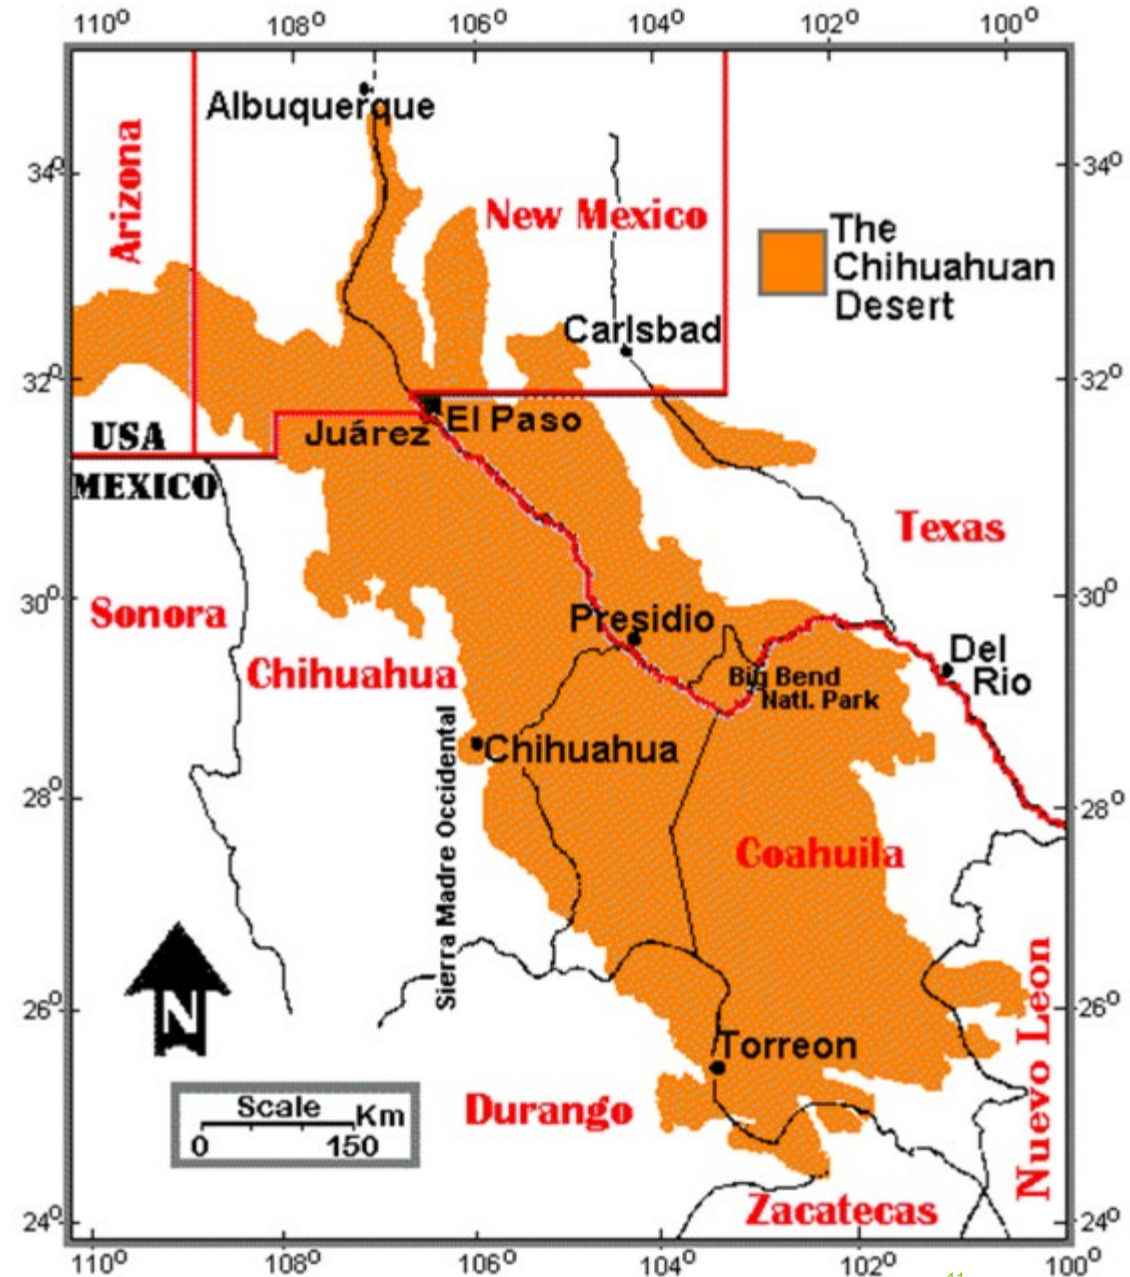 110⁰ 108⁰ 106⁰ 104⁰ 102⁰ 100⁰
Albuquerque
Arizona
34⁰
34⁰
New Mexico
The
Chihuahuan
Desert
Carlsbad
32⁰
32⁰
El Paso
Juárez
USA
MEXICO
Texas
30⁰
30⁰
Sonora
Presidio
Del
Rio
Chihuahua
Big Bend
Natl. Park
Chihuahua
Sierra Madre Occidental
28⁰
28⁰
Coahuila
N
26⁰
26⁰
Nuevo Leon
Torreon
Durango
Scale
Km
0 150
Zacatecas
24⁰
24⁰
110⁰ 108⁰ 106⁰ 104⁰ 102⁰ 100⁰
11